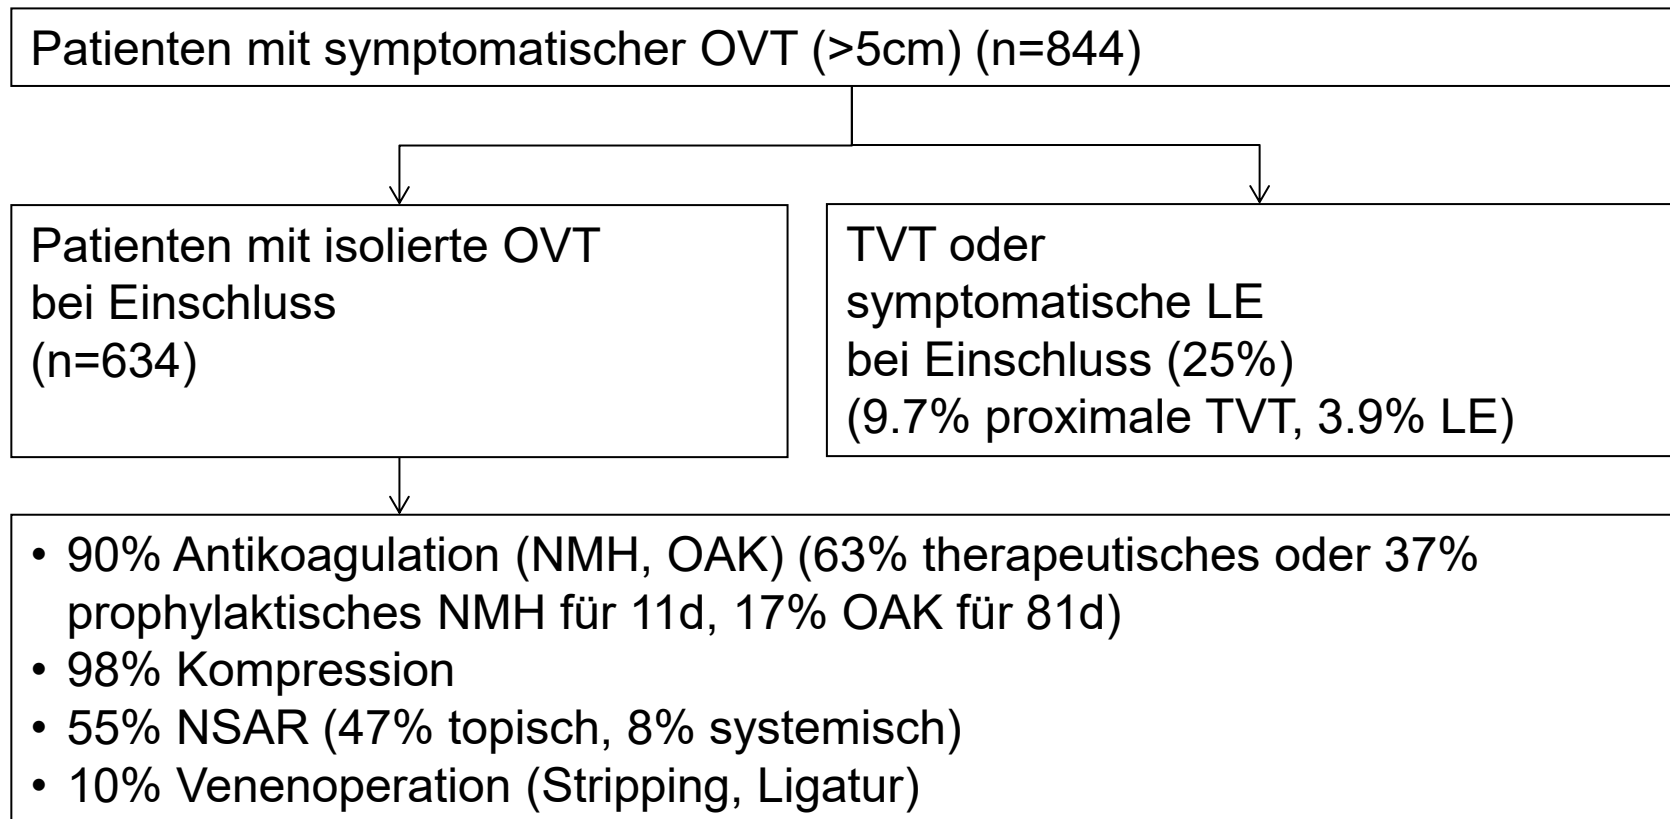 Patienten mit symptomatischer OVT (>5cm) (n=844)
Patienten mit isolierte OVT
bei Einschluss
(n=634)
TVT oder
symptomatische LE
bei Einschluss (25%)
(9.7% proximale TVT, 3.9% LE)
• 90% Antikoagulation (NMH, OAK) (63% therapeutisches oder 37%
prophylaktisches NMH für 11d, 17% OAK für 81d)
• 98% Kompression
• 55% NSAR (47% topisch, 8% systemisch)
• 10% Venenoperation (Stripping, Ligatur)